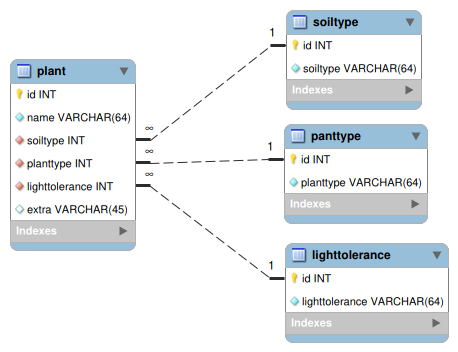 plant
id INT
name VARCHAR(64)
soiltype INT
planttype INT
lighttolerance INT
extra VARCHAR(45)
Indexes
∞
∞
∞
1
1
1
soiltype
id INT
soiltype VARCHAR(64)
Indexes
panttype
id INT
planttype VARCHAR(64)
Indexes
lighttolerance
id INT
lighttolerance VARCHAR(64)
Indexes